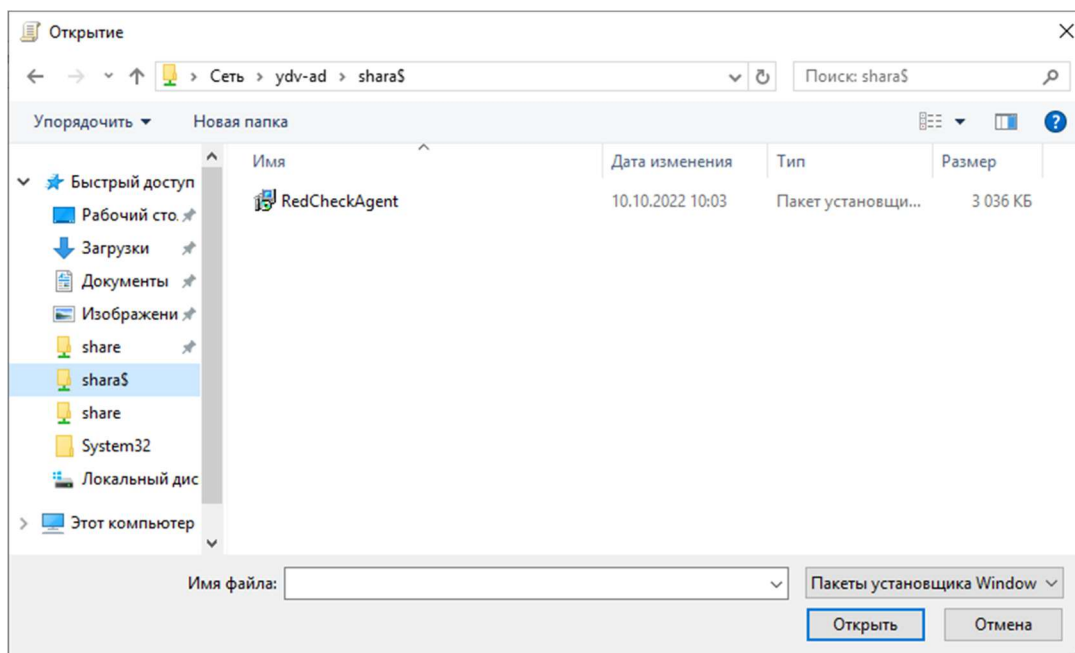 Открытие
Сеть > ydv-ad > shara$
Поиск: shara$
Упорядочить
Новая папка
?
Имя
Дата изменения
Тип
Размер
Быстрый доступ
Рабочий сто.
Загрузки
Документы
Изображени
share
shara$
share
System32
Локальный дис
Этот компьютер
RedCheckAgent
10.10.2022 10:03
Пакет установщи...
3 036 КБ
Имя файла:
Пакеты установщика Window
Открыть
Отмена